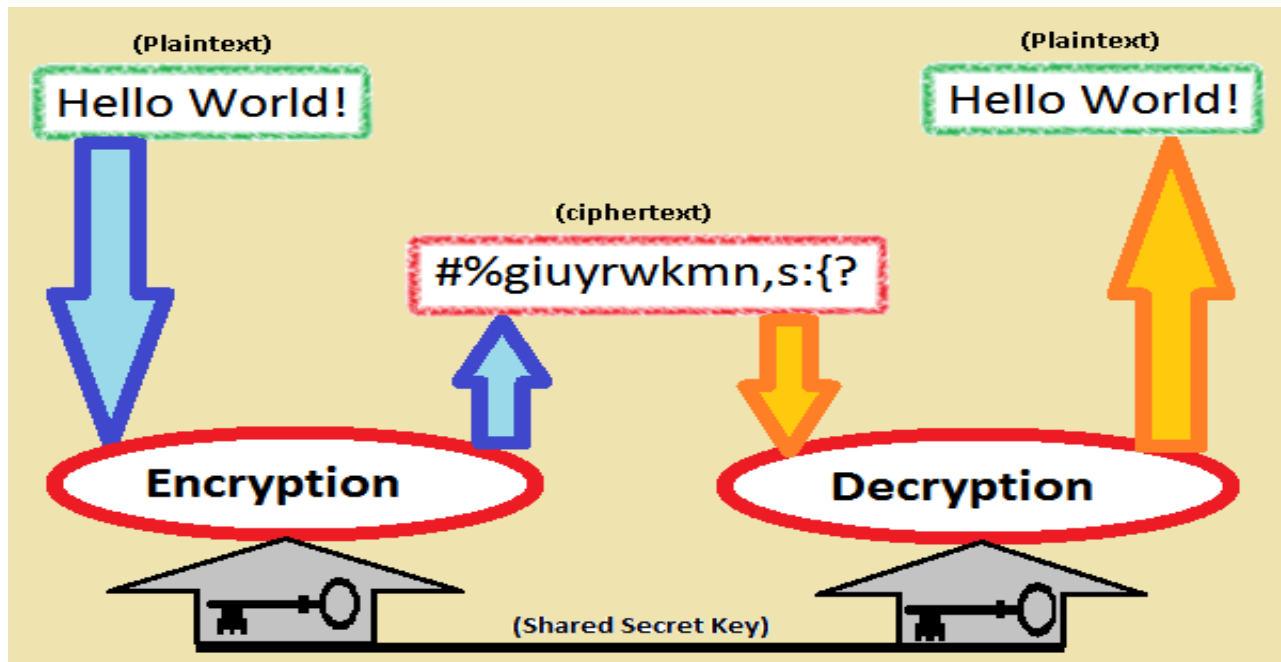 (Plaintext)
Hello World!
(Plaintext)
Hello World!
(ciphertext)
#%giuyrwkmn,s:{?
Encryption
Decryption
(Shared Secret Key)